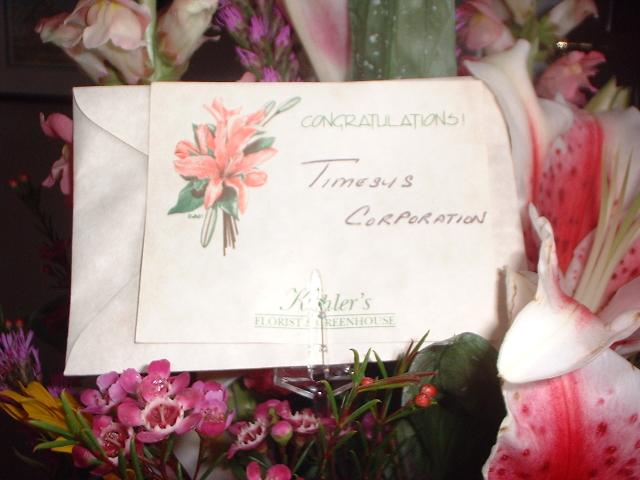 CONGRATULATIONS!
TIMESYS
CORPORATION
FLORIST & GREENHOUSE